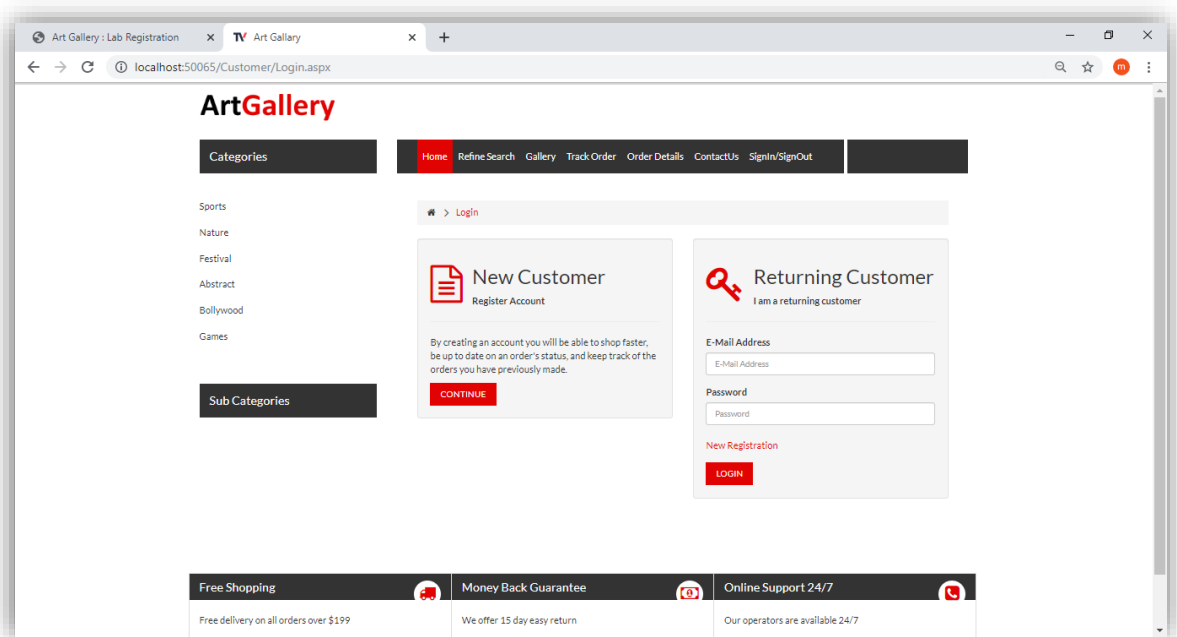 Art Gallery : Lab Registration
TV Art Gallary
localhost:50065/Customer/Login.aspx
m
ArtGallery
Categories
Home Refine Search Gallery Track Order Order Details ContactUs SignIn/SignOut
Sports
Nature
Festival
Abstract
Bollywood
Games
Sub Categories
> Login
New Customer
Register Account
By creating an account you will be able to shop faster,
be up to date on an order's status, and keep track of the
orders you have previously made.
CONTINUE
Returning Customer
I am a returning customer
E-Mail Address
E-Mail Address
Password
Password
New Registration
LOGIN
Free Shopping
Free delivery on all orders over $199
Money Back Guarantee
We offer 15 day easy return
Online Support 24/7
Our operators are available 24/7